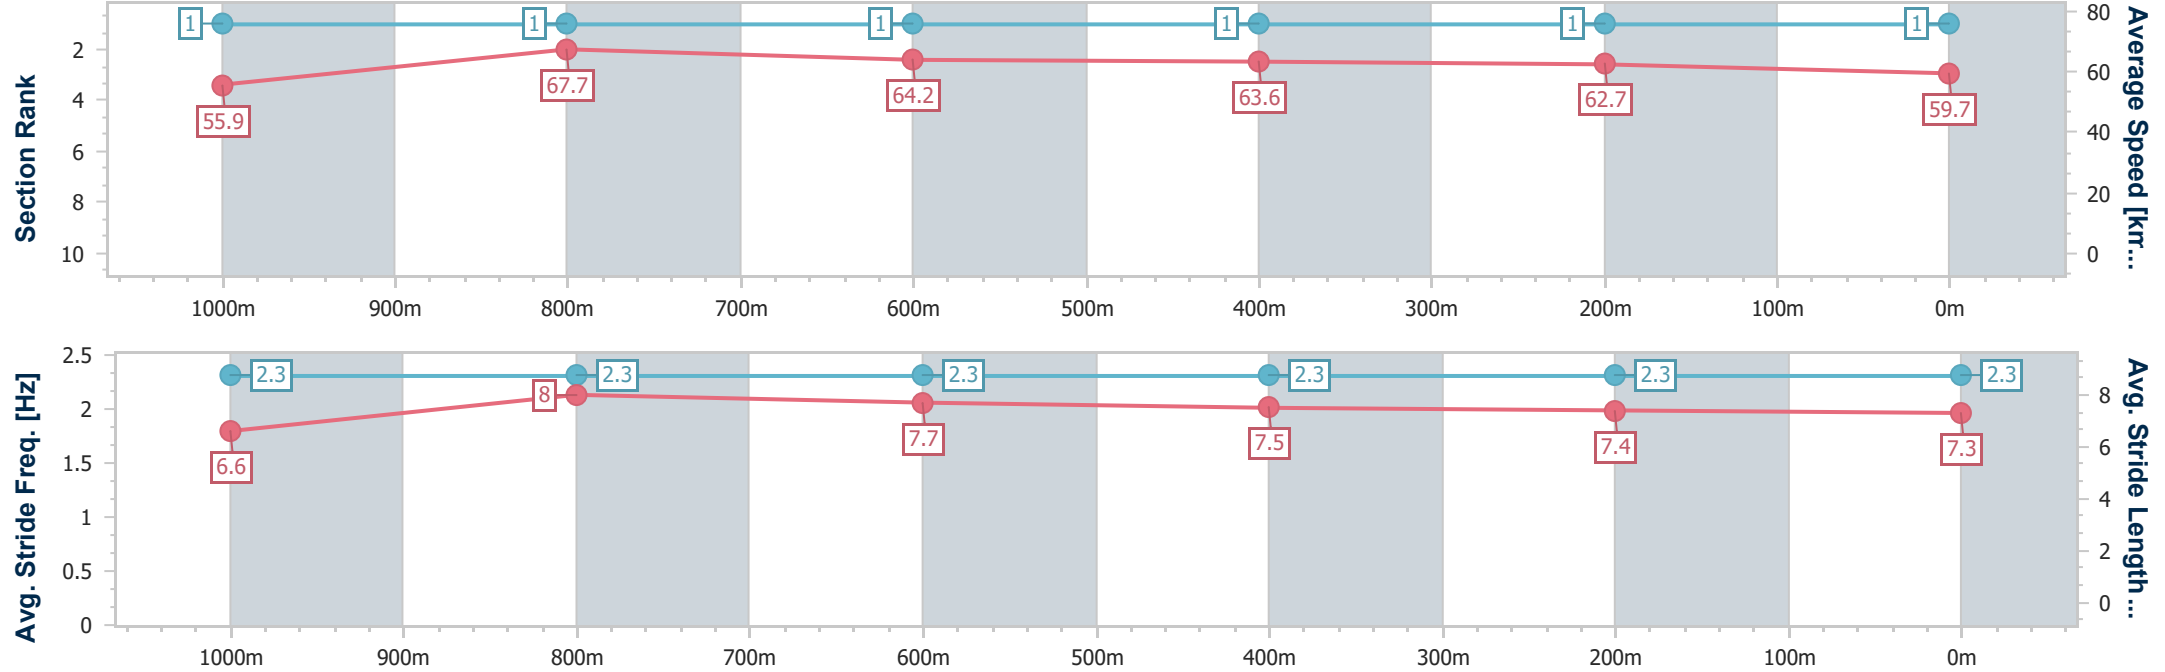 Section Rank
2
4
6
8
10
1
1
1
1
1
1
55.9
67.7
64.2
63.6
62.7
59.7
80
60
40
20
0
Average Speed [km...
1000m
900m
800m
700m
600m
500m
400m
300m
200m
100m
0m
Avg. Stride Freq. [Hz]
2.5
2
1.5
1
0.5
0
2.3
2.3
2.3
2.3
2.3
2.3
6.6
8
7.7
7.5
7.4
7.3
8
6
4
2
0
Avg. Stride Length ...
1000m
900m
800m
700m
600m
500m
400m
300m
200m
100m
0m